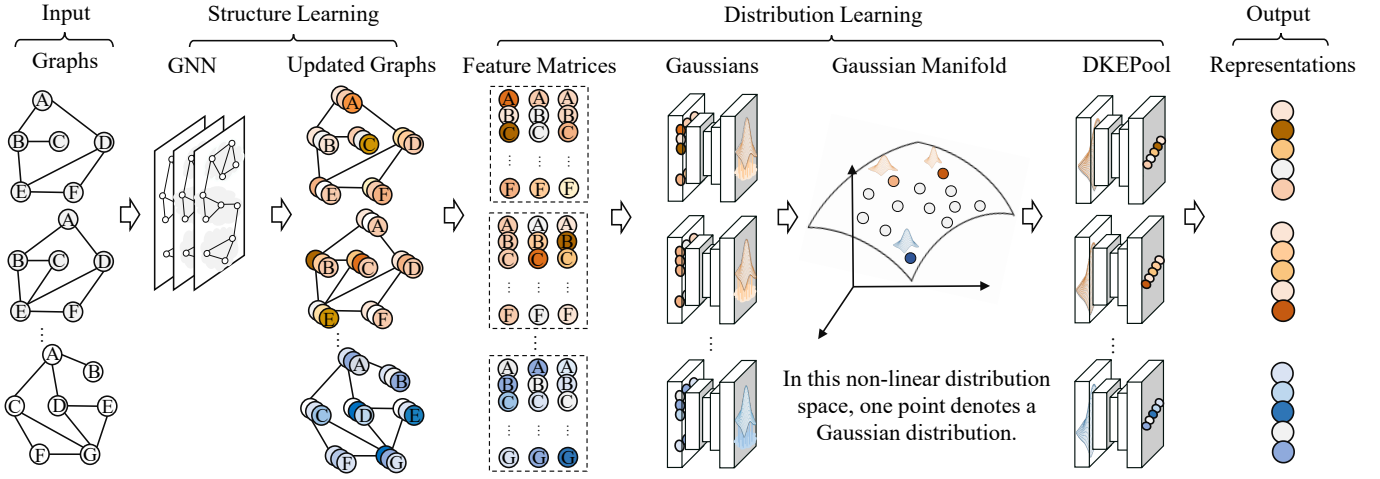 Input
Structure Learning
Distribution Learning
Output
Graphs
GNN
Updated Graphs
Feature Matrices
Gaussians
Gaussian Manifold
DKEPool
Representations
A
B C D
E F
A
B C D
E F
⋮
A
B
C D E
F G
A
B C D
E F
A
B C D
E F
⋮
A
B
C D E
F G
A A A
B B B
C C C
⋮ ⋮
F F F
A A A
B B B
C C C
⋮ ⋮
F F F
⋮
A A A
B B B
C C C
⋮ ⋮
G G G
⋮
In this non-linear distribution
space, one point denotes a
Gaussian distribution.
⋮